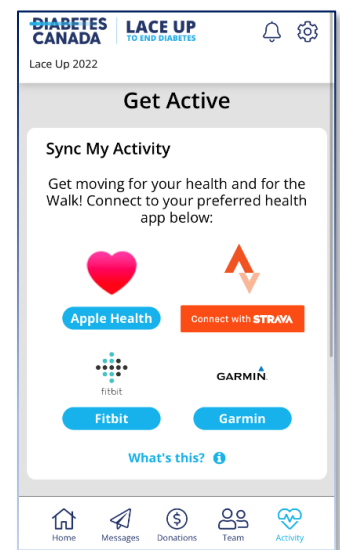 DIABETES
CANADA
LACE UP
TO END DIABETES
Lace Up 2022
Get Active
Sync My Activity
Get moving for your health and for the
Walk! Connect to your preferred health
app below:
Apple Health
Connect with STRAVA
fitbit
GARMIN
Fitbit
Garmin
What's this?
Home Messages Donations Team Activity